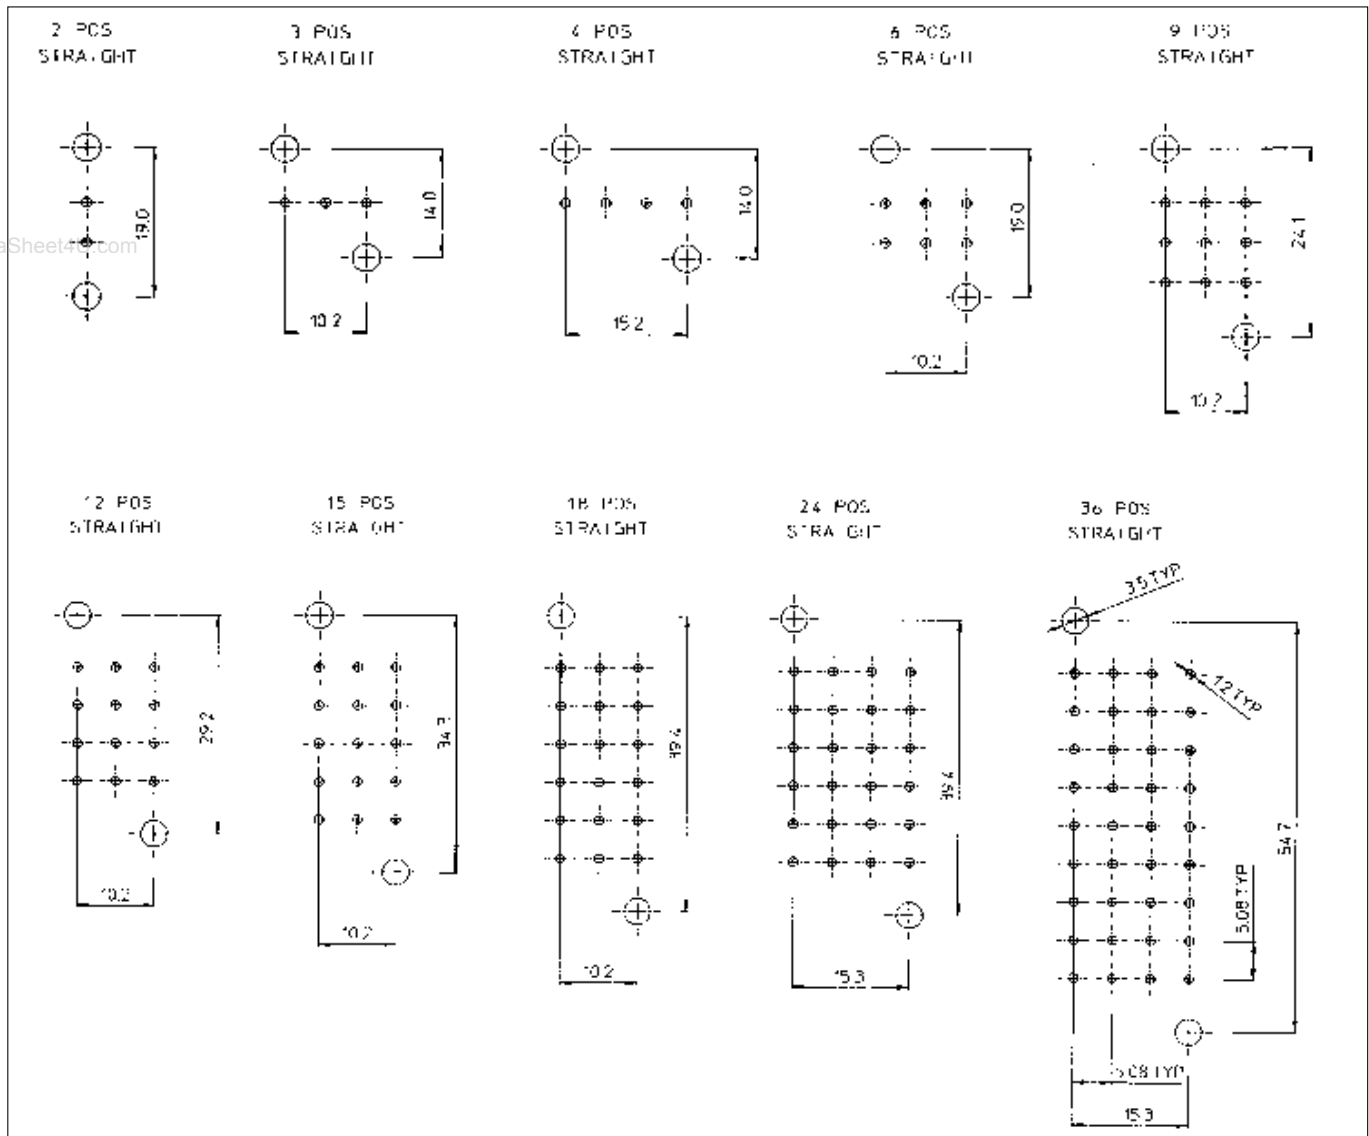 2 POS
STRAIGHT
3 POS
STRAIGHT
4 POS
STRAIGHT
6 POS
STRAIGHT
9 POS
STRAIGHT
19.0
14.0
14.0
19.0
24.1
aSheet4U.com
10.2
15.2
10.2
10.2
12 POS
STRAIGHT
15 POS
STRAIGHT
18 POS
STRAIGHT
24 POS
STRAIGHT
36 POS
STRAIGHT
3.5 TYP
1.2 TYP
29.2
34.3
39.4
39.4
54.7
5.08 TYP
10.2
10.2
10.2
15.3
5.08 TYP
15.3